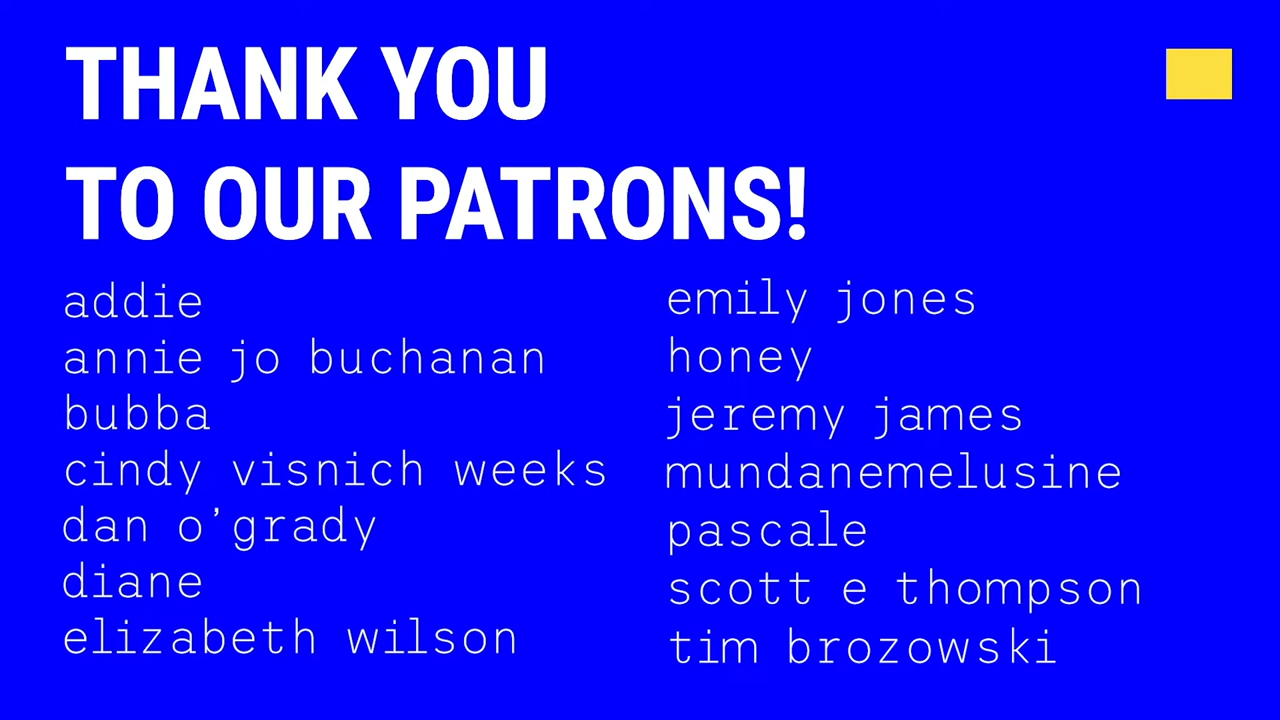 THANK YOU
TO OUR PATRONS!
addie
annie jo buchanan
bubba
cindy visnich weeks
dan o'grady
diane
elizabeth wilson
emily jones
honey
jeremy james
mundanemelusine
pascale
scott e thompson
tim brozowski